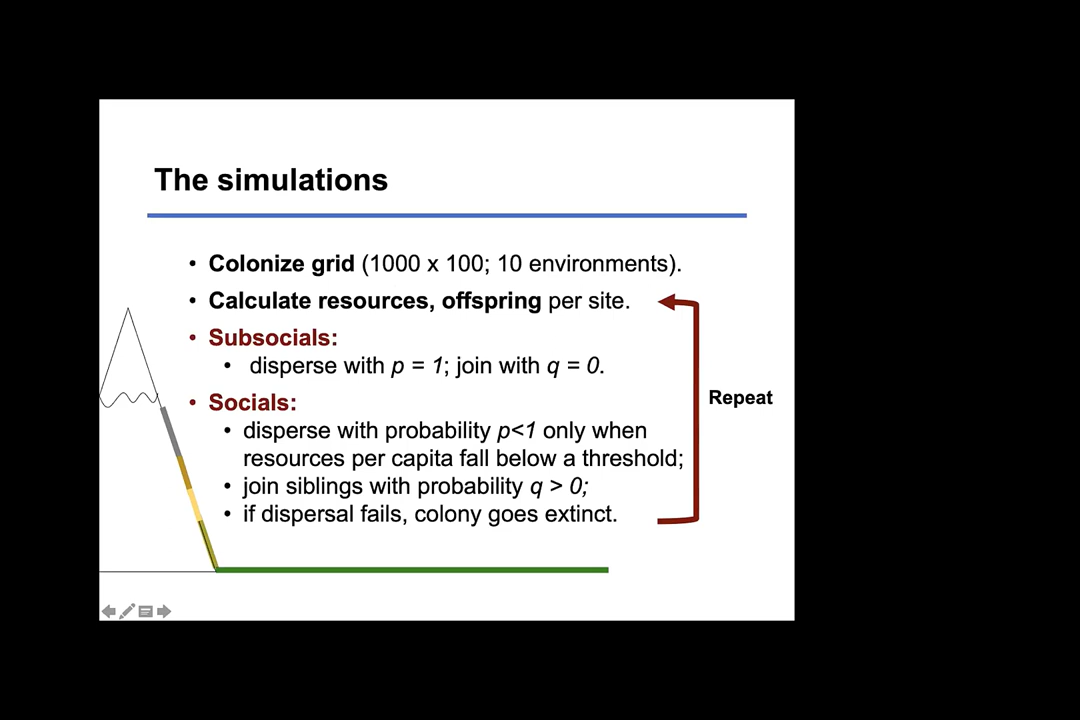 The simulations
• Colonize grid (1000 x 100; 10 environments).
• Calculate resources, offspring per site.
• Subsocials:
• disperse with p = 1; join with q = 0.
• Socials:
• disperse with probability p<1 only when
resources per capita fall below a threshold;
• join siblings with probability q > 0;
• if dispersal fails, colony goes extinct.
Repeat